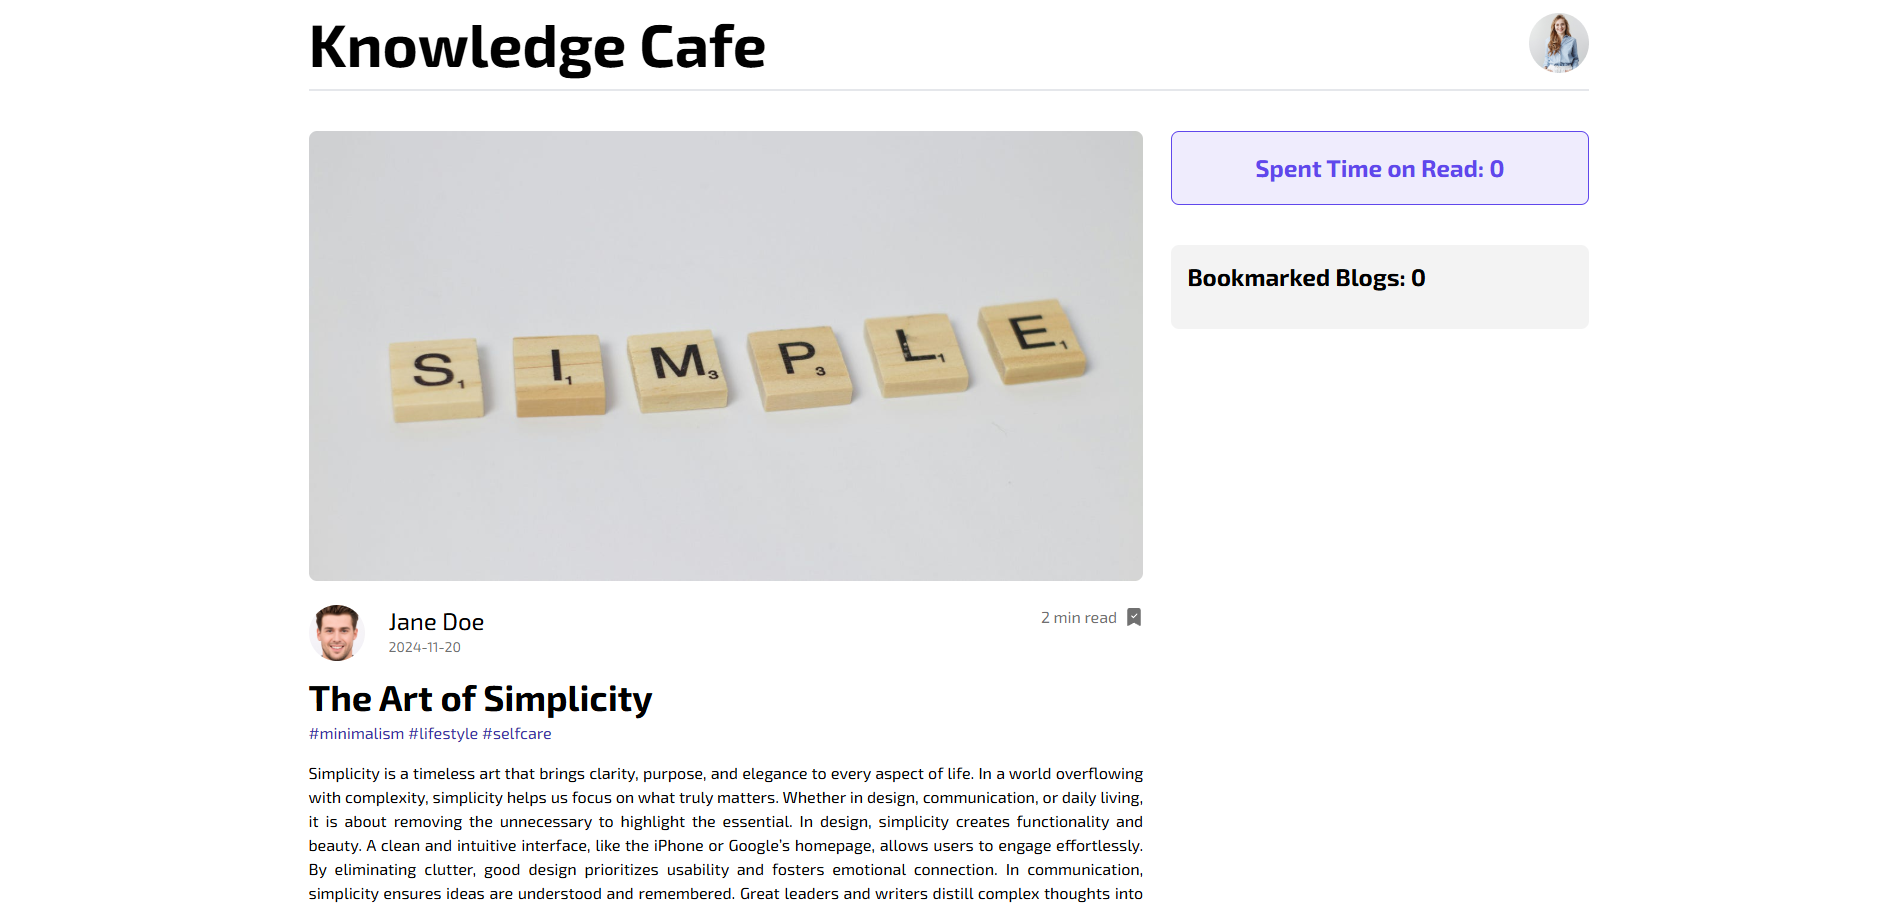 Knowledge Cafe
S1 I1 M3 P3 L1 E1
Spent Time on Read: 0
Bookmarked Blogs: 0
Jane Doe
2024-11-20
2 min read
The Art of Simplicity
#minimalism #lifestyle #selfcare
Simplicity is a timeless art that brings clarity, purpose, and elegance to every aspect of life. In a world overflowing
with complexity, simplicity helps us focus on what truly matters. Whether in design, communication, or daily living,
it is about removing the unnecessary to highlight the essential. In design, simplicity creates functionality and
beauty. A clean and intuitive interface, like the iPhone or Google's homepage, allows users to engage effortlessly.
By eliminating clutter, good design prioritizes usability and fosters emotional connection. In communication,
simplicity ensures ideas are understood and remembered. Great leaders and writers distill complex thoughts into